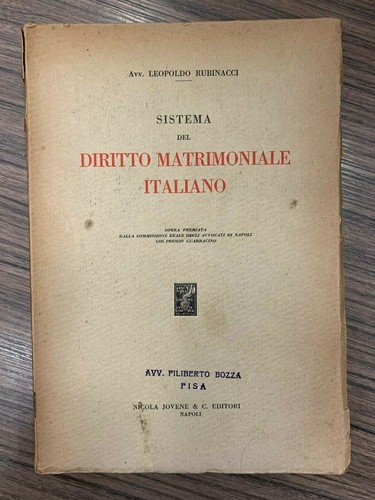 Avv. LEOPOLDO RUBINACCI
SISTEMA
DEL
DIRITTO MATRIMONIALE
ITALIANO
OPERA PREMIATA
DALLA COMMISSIONE REALE DEGLI AVVOCATI DI NAPOLI
COL PREMIO GUARRACINO
AVV. FILIBERTO BOZZA
PISA
NICOLA JOVENE & C. EDITORI
NAPOLI